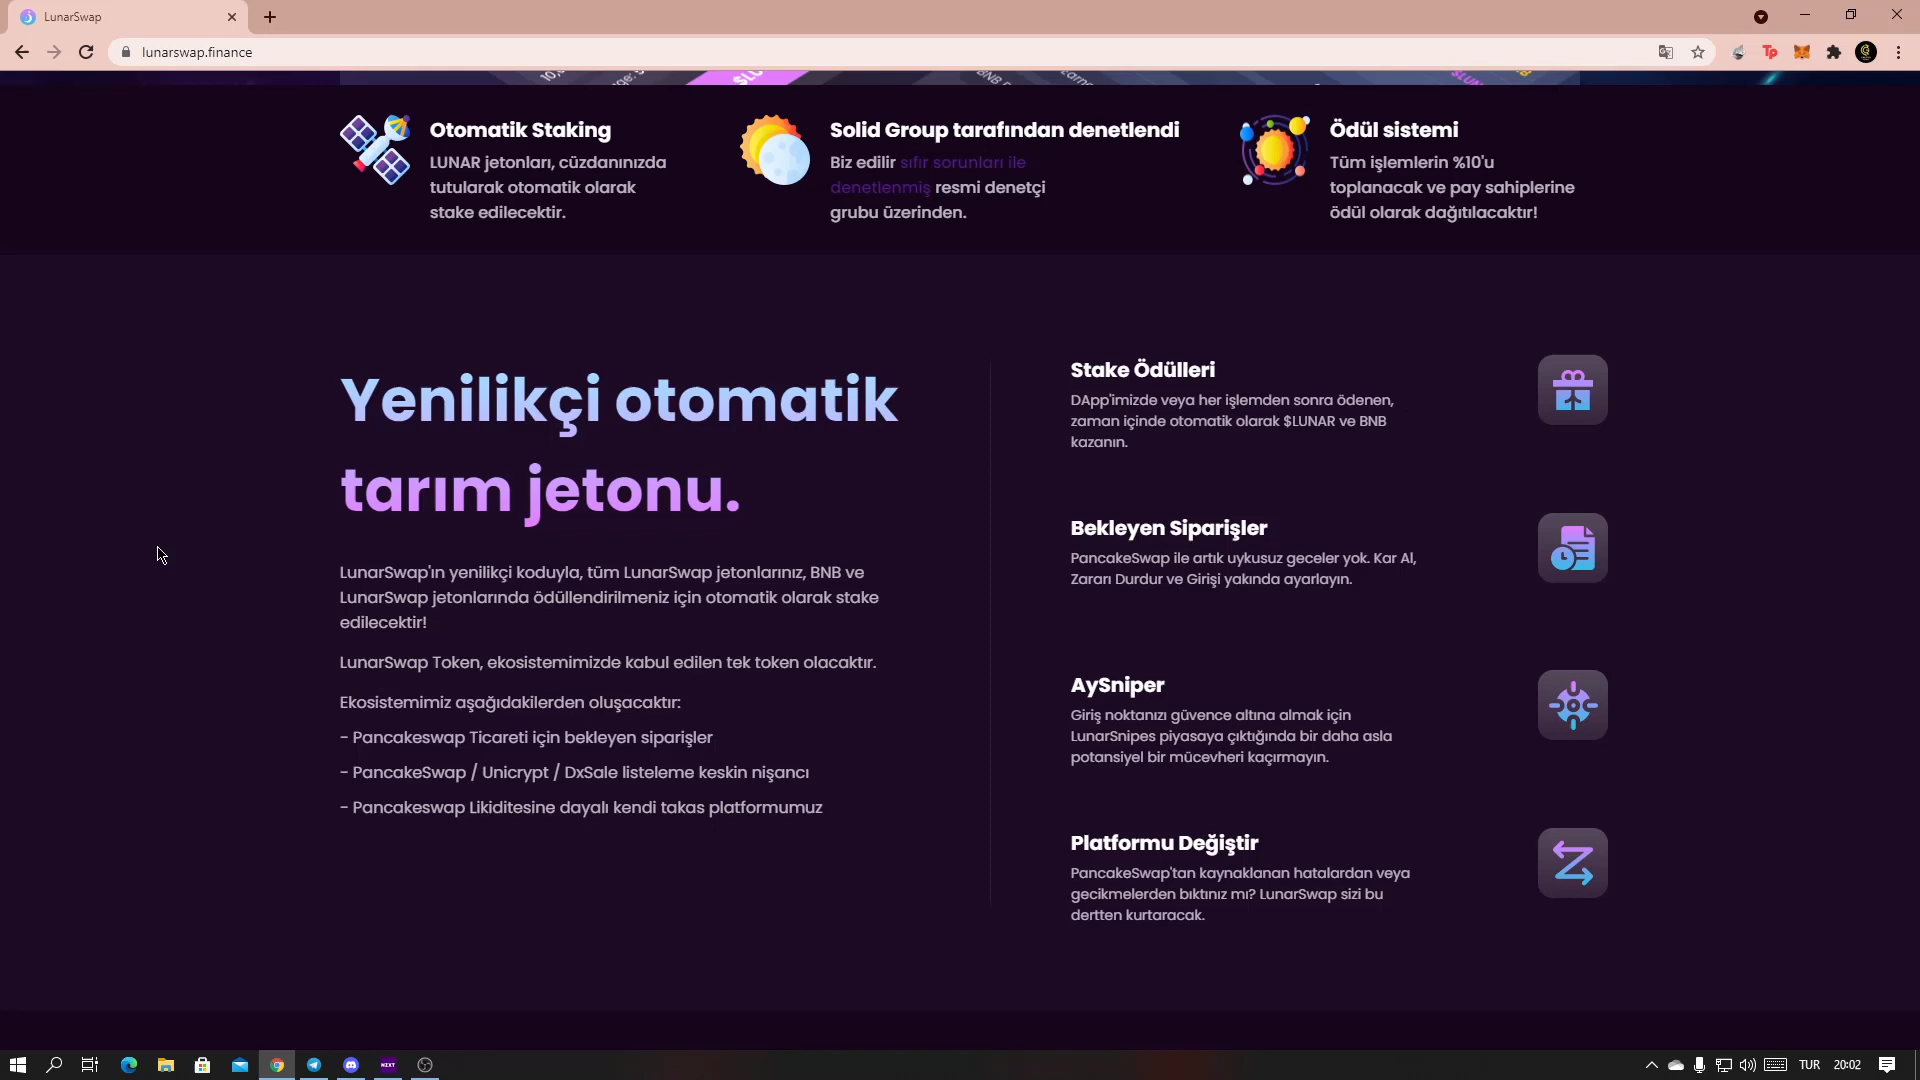 LunarSwap
lunarswap.finance
Otomatik Staking
LUNAR jetonları, cüzdanınızda
tutularak otomatik olarak
stake edilecektir.
Solid Group tarafından denetlendi
Biz edilir sıfır sorunları ile
denetlenmiş resmi denetçi
grubu üzerinden.
Ödül sistemi
Tüm işlemlerin %10'u
toplanacak ve pay sahiplerine
ödül olarak dağıtılacaktır!
Yenilikçi otomatik
tarım jetonu.
LunarSwap'ın yenilikçi koduyla, tüm LunarSwap jetonlarınız, BNB ve
LunarSwap jetonlarında ödüllendirilmeniz için otomatik olarak stake
edilecektir!
LunarSwap Token, ekosistemimizde kabul edilen tek token olacaktır.
Ekosistemimiz aşağıdakilerden oluşacaktır:
- Pancakeswap Ticareti için bekleyen siparişler
- PancakeSwap / Unicrypt / DxSale listeleme keskin nişancı
- Pancakeswap Likiditesine dayalı kendi takas platformumuz
Stake Ödülleri
DApp'imizde veya her işlemden sonra ödenen,
zaman içinde otomatik olarak $LUNAR ve BNB
kazanın.
Bekleyen Siparişler
PancakeSwap ile artık uykusuz geceler yok. Kar Al,
Zararı Durdur ve Girişi yakında ayarlayın.
AySniper
Giriş noktanızı güvence altına almak için
LunarSnipes piyasaya çıktığında bir daha asla
potansiyel bir mücevheri kaçırmayın.
Platformu Değiştir
PancakeSwap'tan kaynaklanan hatalardan veya
gecikmelerden bıktınız mı? LunarSwap sizi bu
dertten kurtaracak.
TUR 20:02